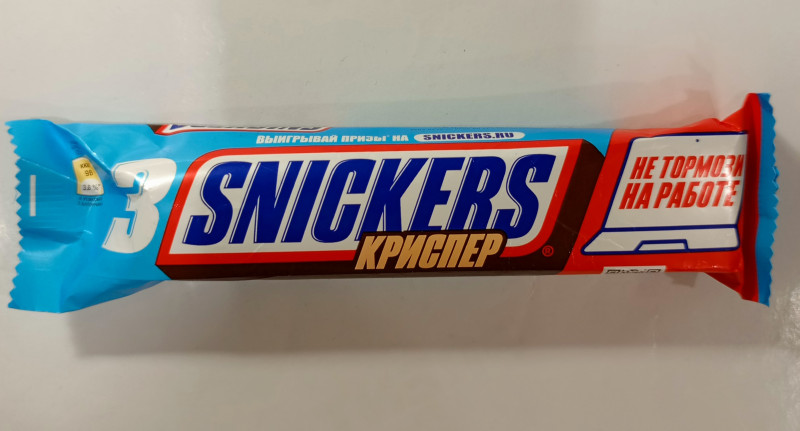 ВЫИГРЫВАЙ ПРИЗЫ* НА SNICKERS.RU
3
SNICKERS®
КРИСПЕР
НЕ ТОРМОЗИ
НА РАБОТЕ